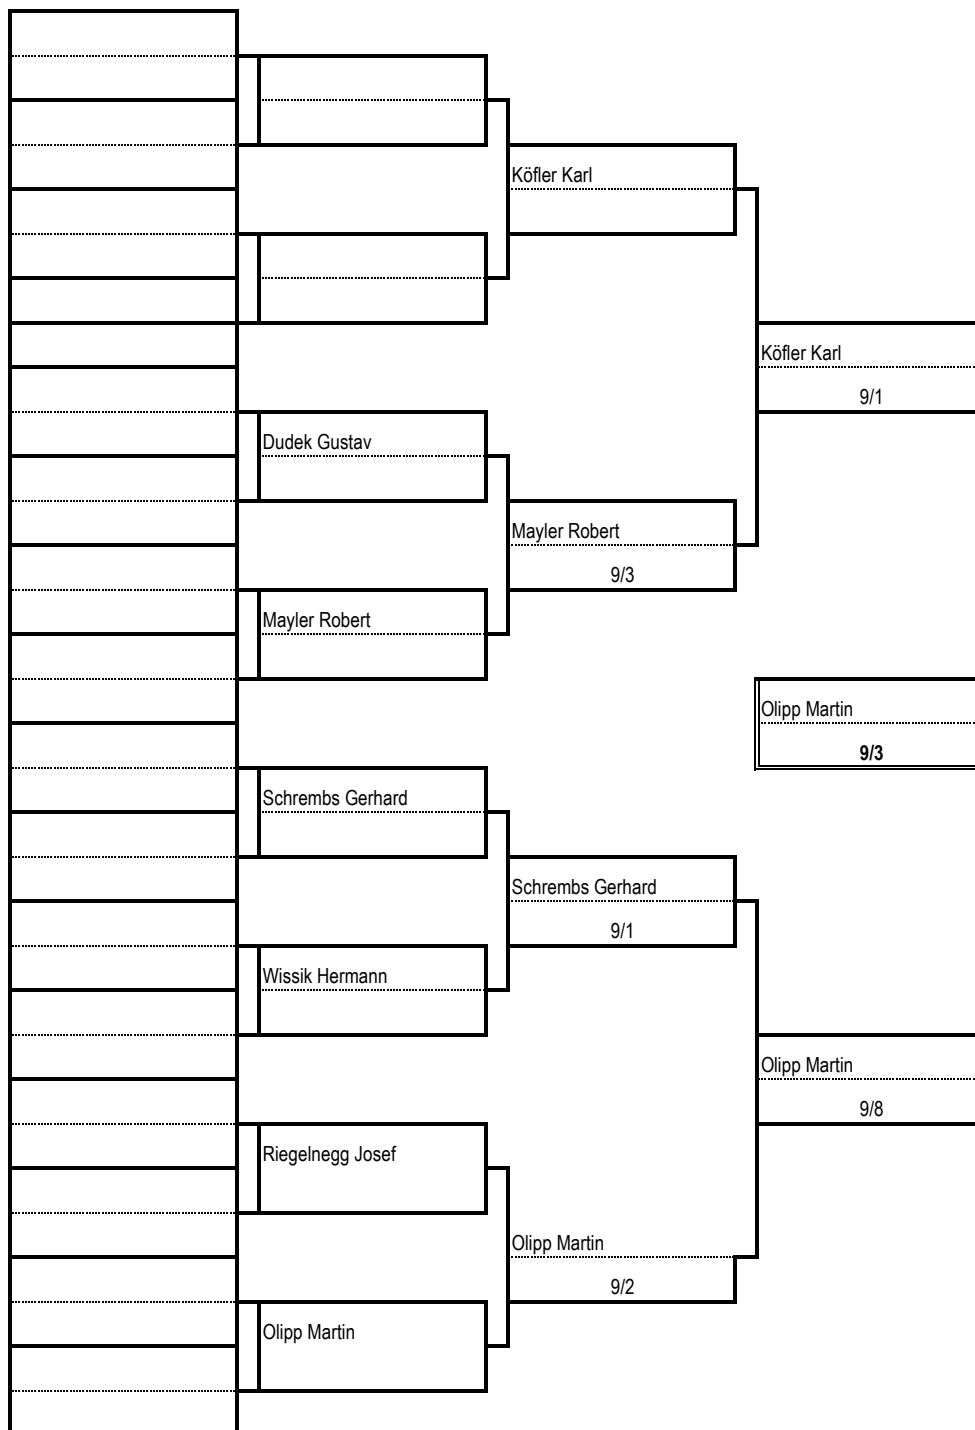 Köfler Karl
Köfler Karl
9/1
Dudek Gustav
Mayler Robert
9/3
Mayler Robert
Olipp Martin
9/3
Schrembs Gerhard
Schrembs Gerhard
9/1
Wissik Hermann
Olipp Martin
9/8
Riegelnegg Josef
Olipp Martin
9/2
Olipp Martin